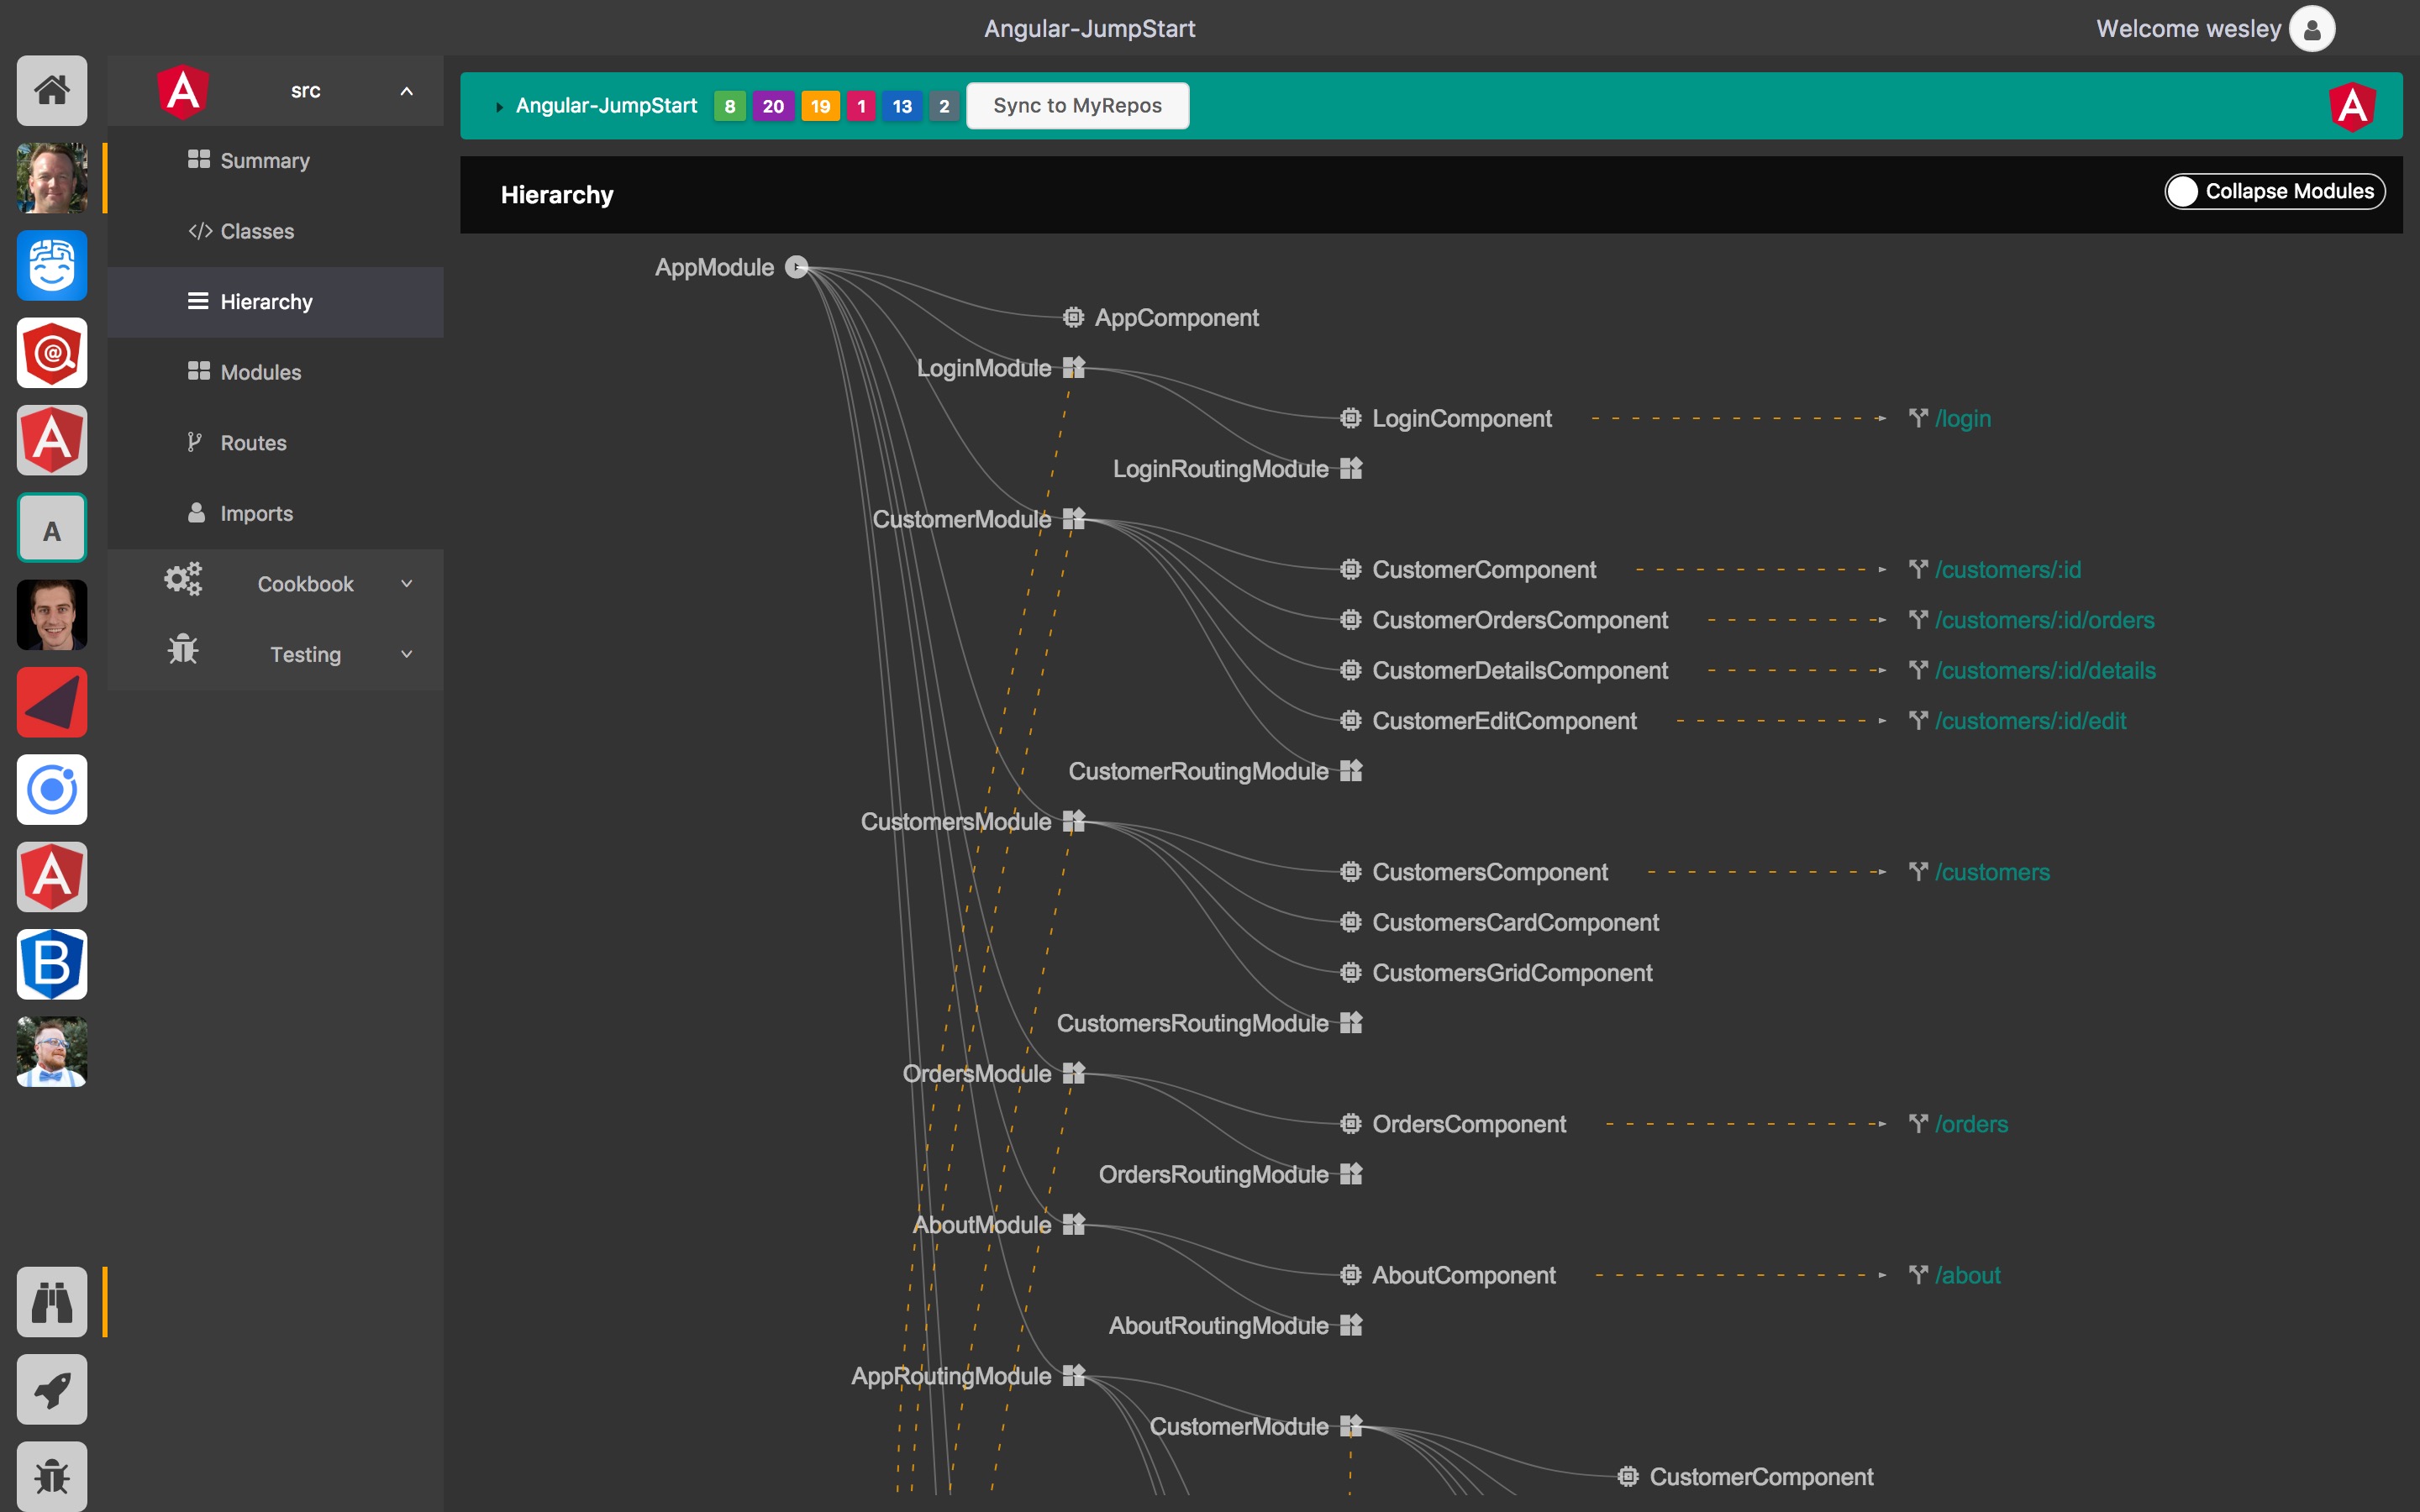 Angular-JumpStart
Welcome wesley
src
Summary
Classes
Hierarchy
Modules
Routes
Imports
Cookbook
Testing
A
@
A
A
A
B
Angular-JumpStart 8 20 19 1 13 2 Sync to MyRepos
A
Hierarchy
Collapse Modules
AppModule
AppComponent
LoginModule
LoginComponent /login
LoginRoutingModule
CustomerModule
CustomerComponent /customers/:id
CustomerOrdersComponent /customers/:id/orders
CustomerDetailsComponent /customers/:id/details
CustomerEditComponent /customers/:id/edit
CustomerRoutingModule
CustomersModule
CustomersComponent /customers
CustomersCardComponent
CustomersGridComponent
CustomersRoutingModule
OrdersModule
OrdersComponent /orders
OrdersRoutingModule
AboutModule
AboutComponent /about
AboutRoutingModule
AppRoutingModule
CustomerModule
CustomerComponent